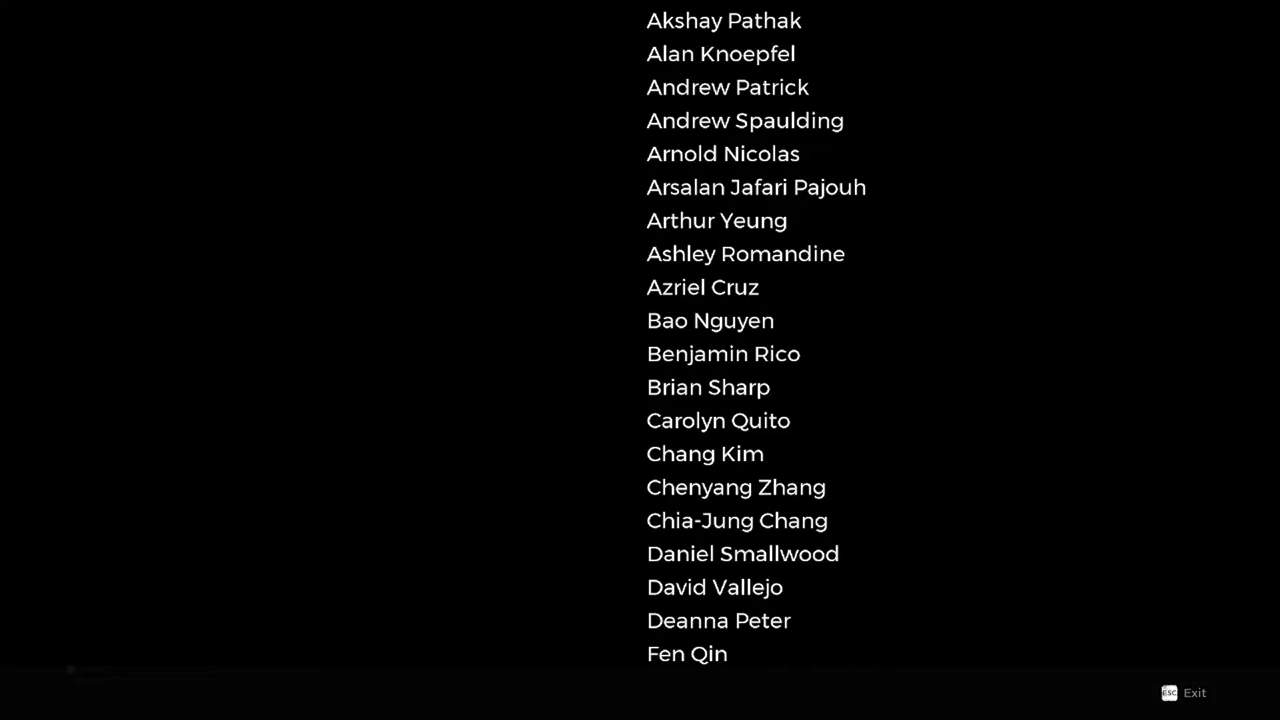 Akshay Pathak
Alan Knoepfel
Andrew Patrick
Andrew Spaulding
Arnold Nicolas
Arsalan Jafari Pajouh
Arthur Yeung
Ashley Romandine
Azriel Cruz
Bao Nguyen
Benjamin Rico
Brian Sharp
Carolyn Quito
Chang Kim
Chenyang Zhang
Chia-Jung Chang
Daniel Smallwood
David Vallejo
Deanna Peter
Fen Qin
ESC Exit